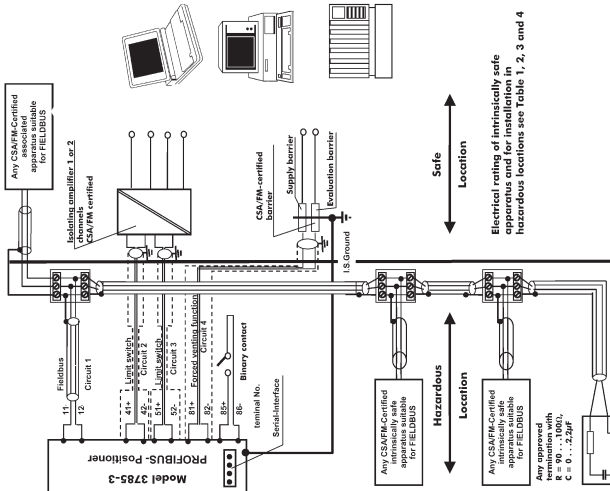 Any CSA/FM-Certified
associated
apparatus suitable
for FIELDBUS
Isolating amplifier 1 or 2
channels
CSA/FM certified
CSA/FM-certified
barrier
Supply barrier
Evaluation barrier
Safe
Location
Electrical rating of intrinsically safe
apparatus and for installation in
hazardous locations see Table 1, 2, 3 and 4
I.S. Ground
Fieldbus
Circuit 1
Limit switch
Circuit 2
Limit switch
Circuit 3
Forced venting function
Circuit 4
Binary contact
11-
12-
41+
42-
51+
52-
81+
82-
85+
86-
teminal No.
Serial-Interface
Model 3785-3
PROFIBUS- Positioner
Any CSA/FM-Certified
intrinsically safe
apparatus suitable
for FIELDBUS
Hazardous
Location
Any CSA/FM-Certified
intrinsically safe
apparatus suitable
for FIELDBUS
Any approved
termination with
R = 90 . . .100Ω,
C = 0 . . .2,2µF